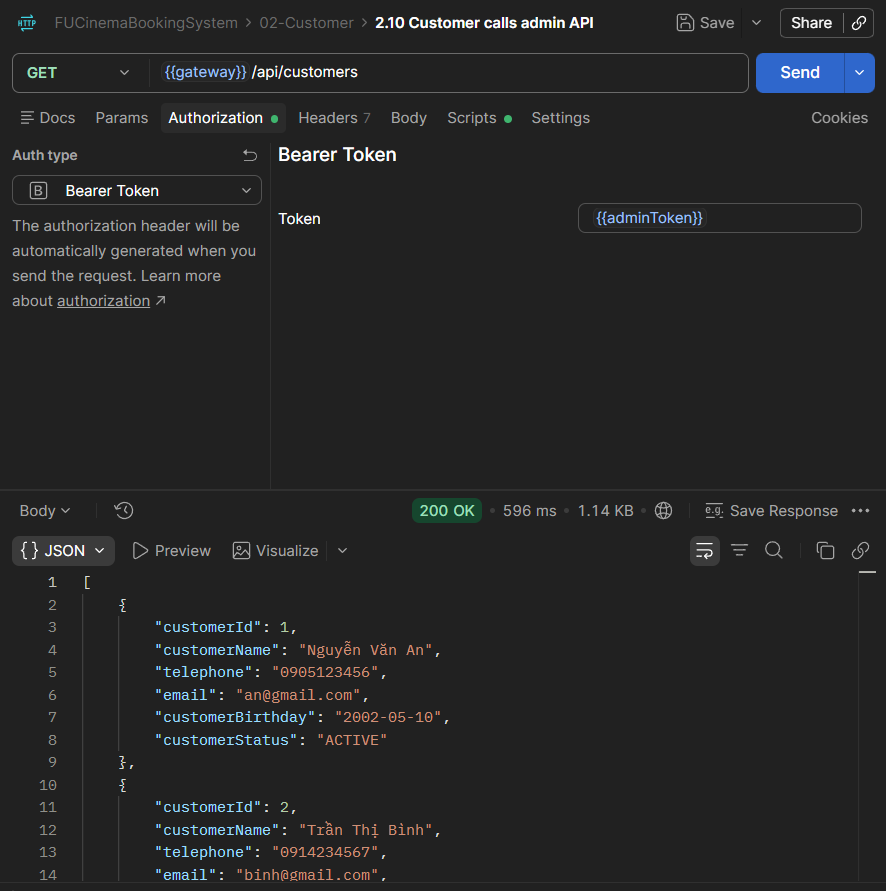 HTTP FUCinemaBookingSystem > 02-Customer > 2.10 Customer calls admin API Save Share
GET {{gateway}} /api/customers Send
Docs Params Authorization Headers 7 Body Scripts Settings Cookies
Auth type
B Bearer Token
The authorization header will be
automatically generated when you
send the request. Learn more
about authorization ↗
Bearer Token
Token {{adminToken}}
Body 200 OK • 596 ms • 1.14 KB • e.g. Save Response •••
{} JSON Preview Visualize
1 [
2 {
3 "customerId": 1,
4 "customerName": "Nguyễn Văn An",
5 "telephone": "0905123456",
6 "email": "an@gmail.com",
7 "customerBirthday": "2002-05-10",
8 "customerStatus": "ACTIVE"
9 },
10 {
11 "customerId": 2,
12 "customerName": "Trần Thị Bình",
13 "telephone": "0914234567",
14 "email": "binh@gmail.com",